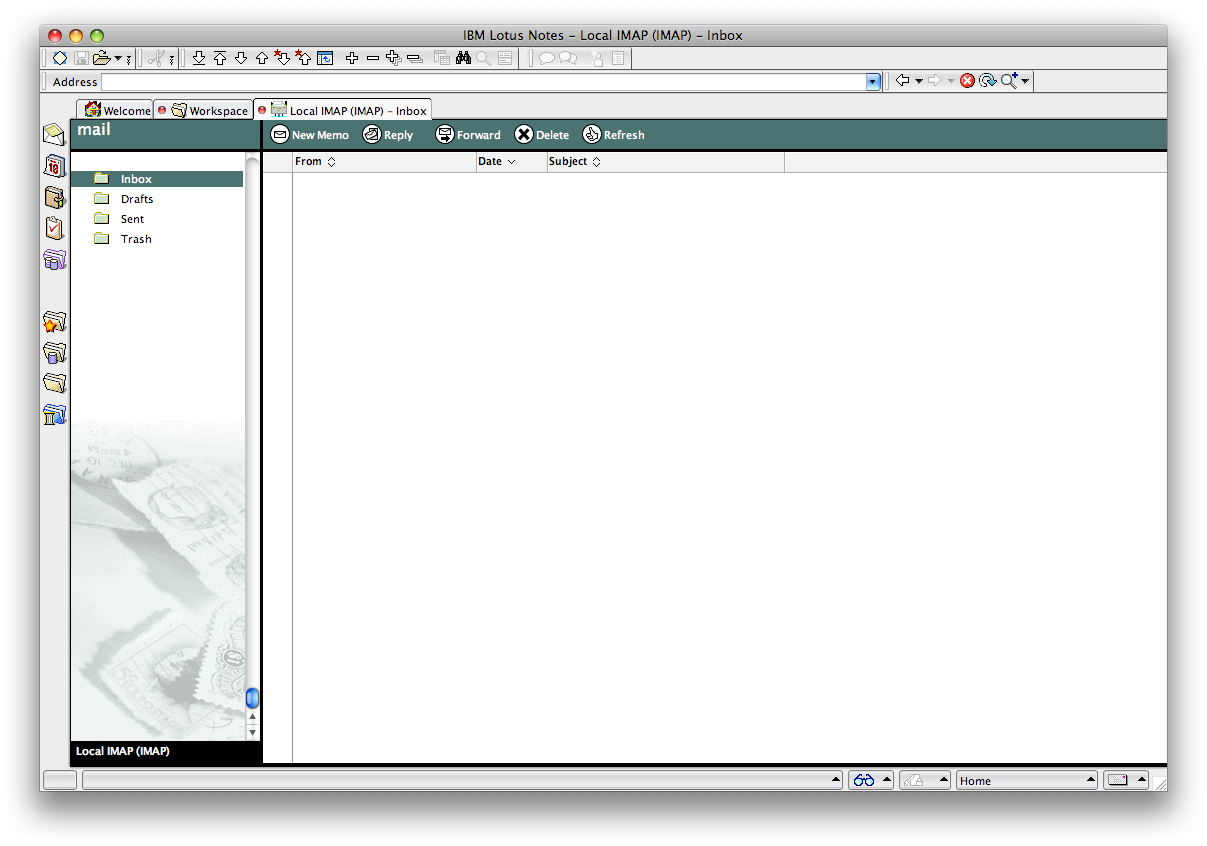 IBM Lotus Notes – Local IMAP (IMAP) – Inbox
Address
Welcome Workspace Local IMAP (IMAP) – Inbox
mail
New Memo Reply Forward Delete Refresh
From Date Subject
Inbox
Drafts
Sent
Trash
Local IMAP (IMAP)
Home